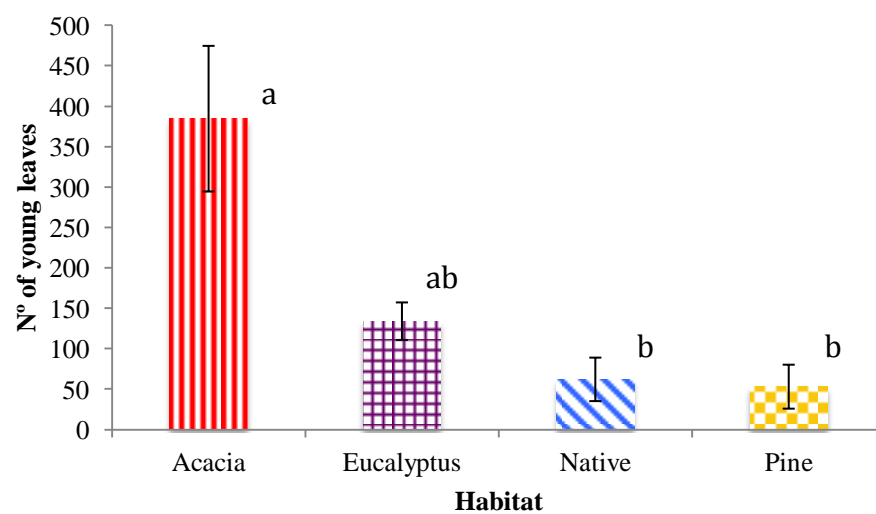 500
450
400
350
300
250
200
150
100
50
0
Nº of young leaves
a
ab
b
b
Acacia
Eucalyptus
Native
Pine
Habitat